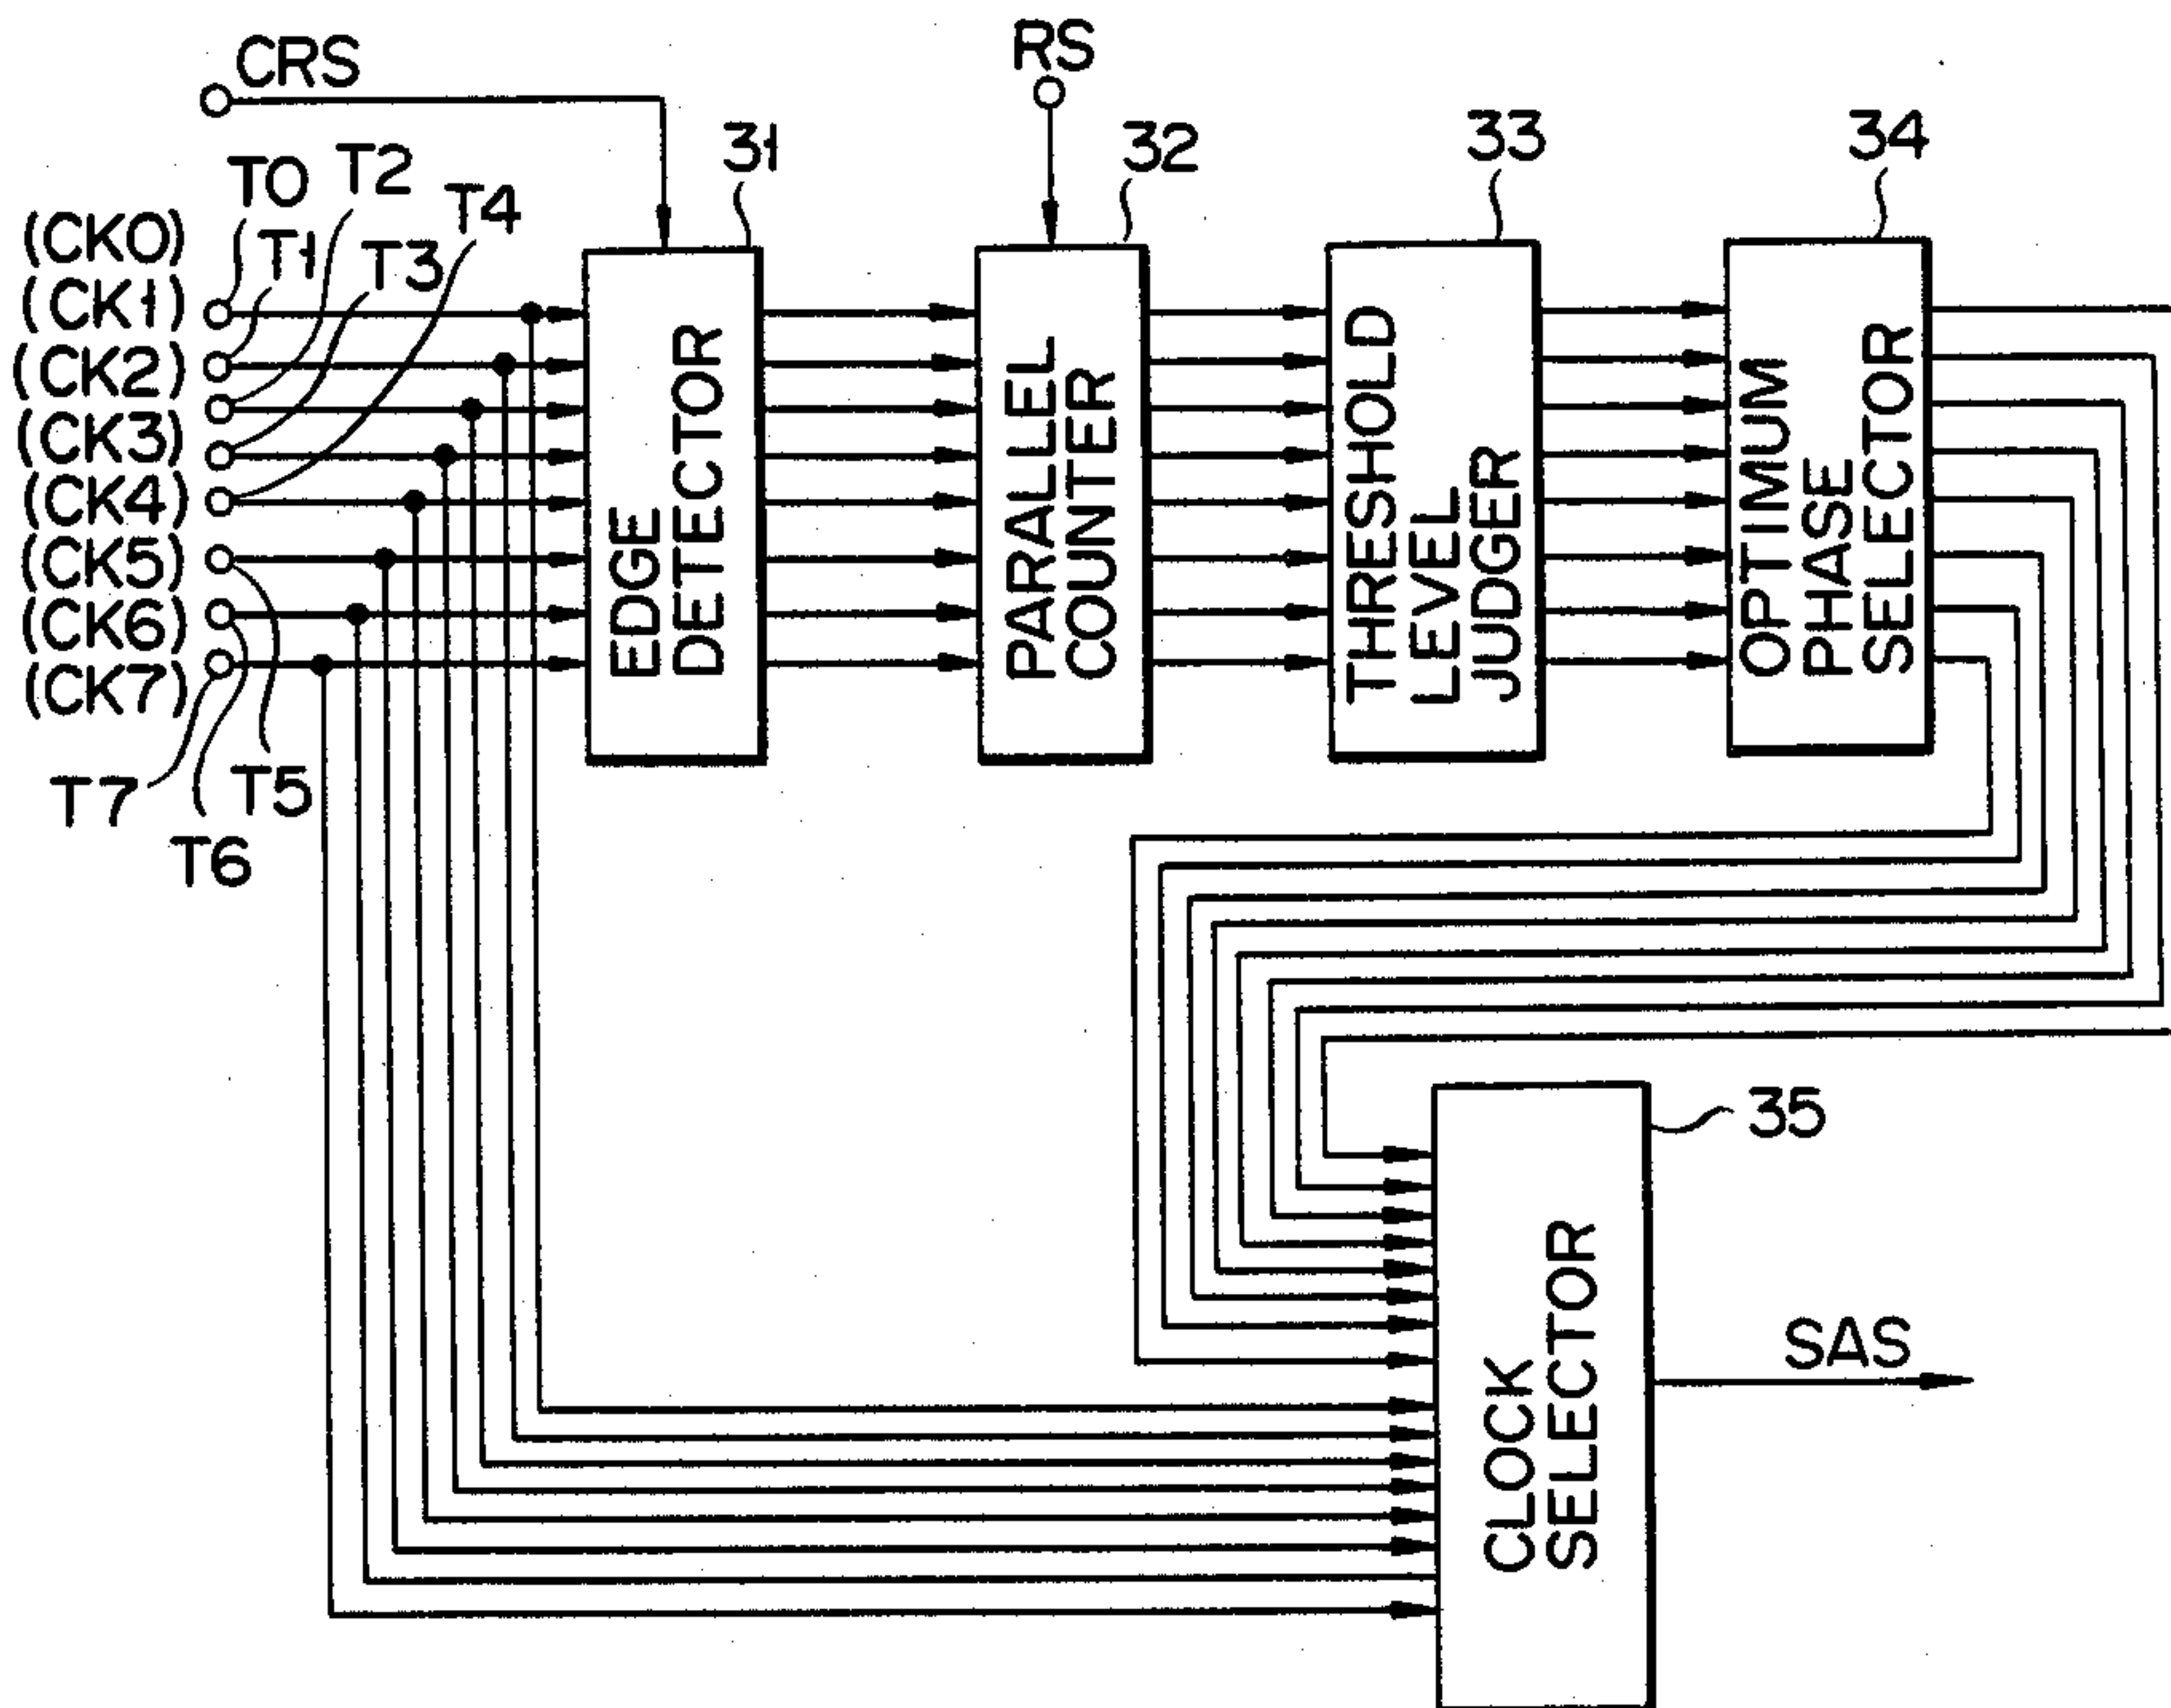 CRS
RS
31
32
33
34
T0
T2
T4
T1
T3
(CK0)
(CK1)
(CK2)
(CK3)
(CK4)
(CK5)
(CK6)
(CK7)
T7
T5
T6
EDGE
DETECTOR
PARALLEL
COUNTER
THRESHOLD
LEVEL
JUDGER
OPTIMUM
PHASE
SELECTOR
35
CLOCK
SELECTOR
SAS